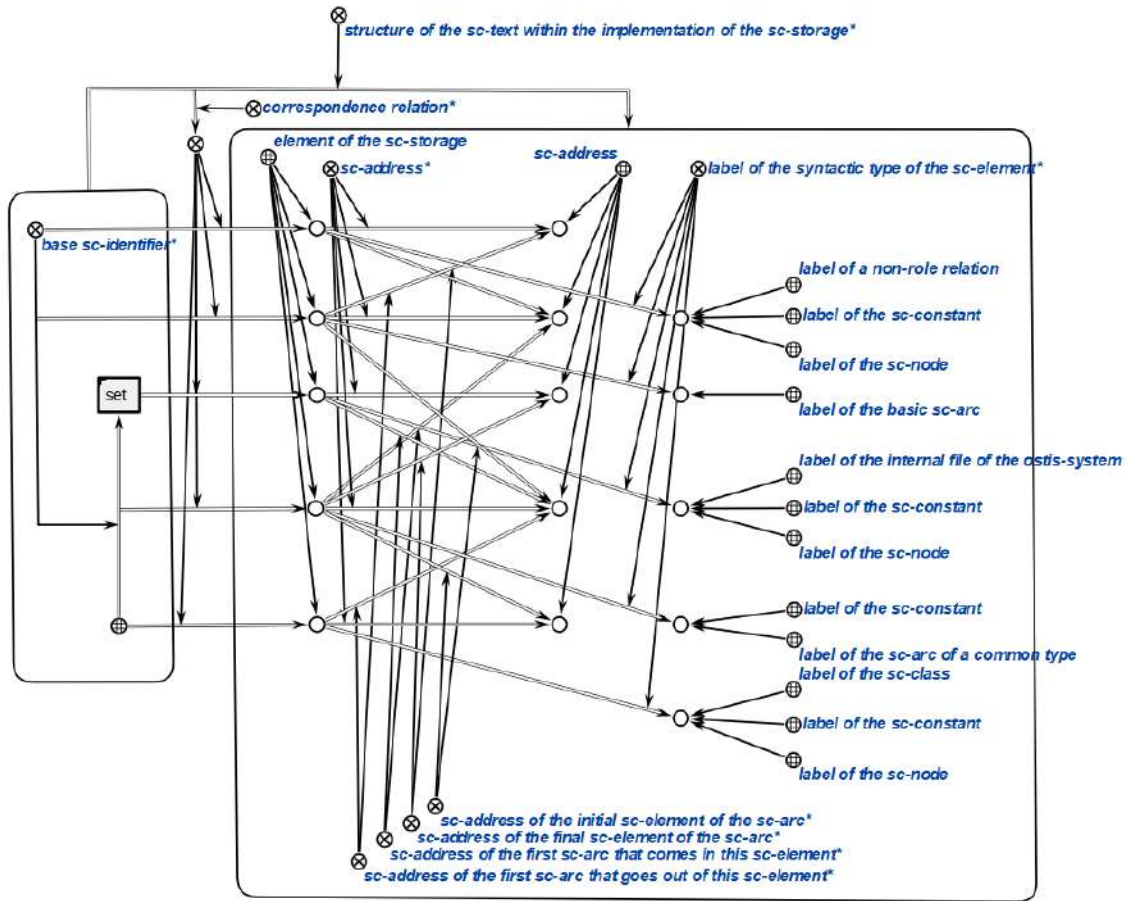 structure of the sc-text within the implementation of the sc-storage*
correspondence relation*
element of the sc-storage
sc-address*
sc-address
label of the syntactic type of the sc-element*
base sc-identifier*
label of a non-role relation
label of the sc-constant
label of the sc-node
set
label of the basic sc-arc
label of the internal file of the ostis-system
label of the sc-constant
label of the sc-node
label of the sc-constant
label of the sc-arc of a common type
label of the sc-class
label of the sc-constant
label of the sc-node
sc-address of the initial sc-element of the sc-arc*
sc-address of the final sc-element of the sc-arc*
sc-address of the first sc-arc that comes in this sc-element*
sc-address of the first sc-arc that goes out of this sc-element*